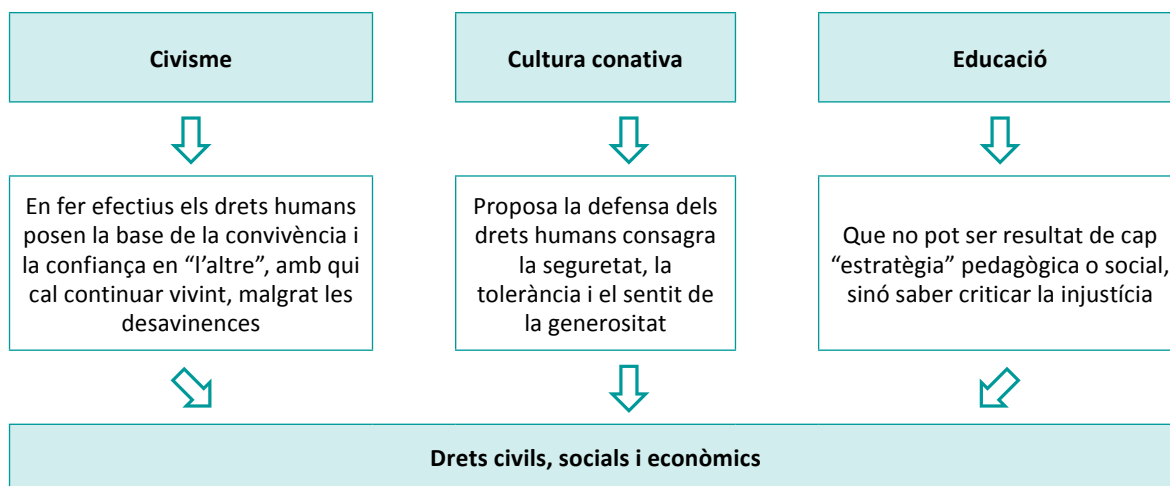 Civisme
Cultura conativa
Educació
En fer efectius els drets humans
posen la base de la convivència i
la confiança en “l’altre”, amb qui
cal continuar vivint, malgrat les
desavinences
Proposa la defensa dels
drets humans consagra
la seguretat, la
tolerància i el sentit de
la generositat
Que no pot ser resultat de cap
“estratègia” pedagògica o social,
sinó saber criticar la injustícia
Drets civils, socials i econòmics